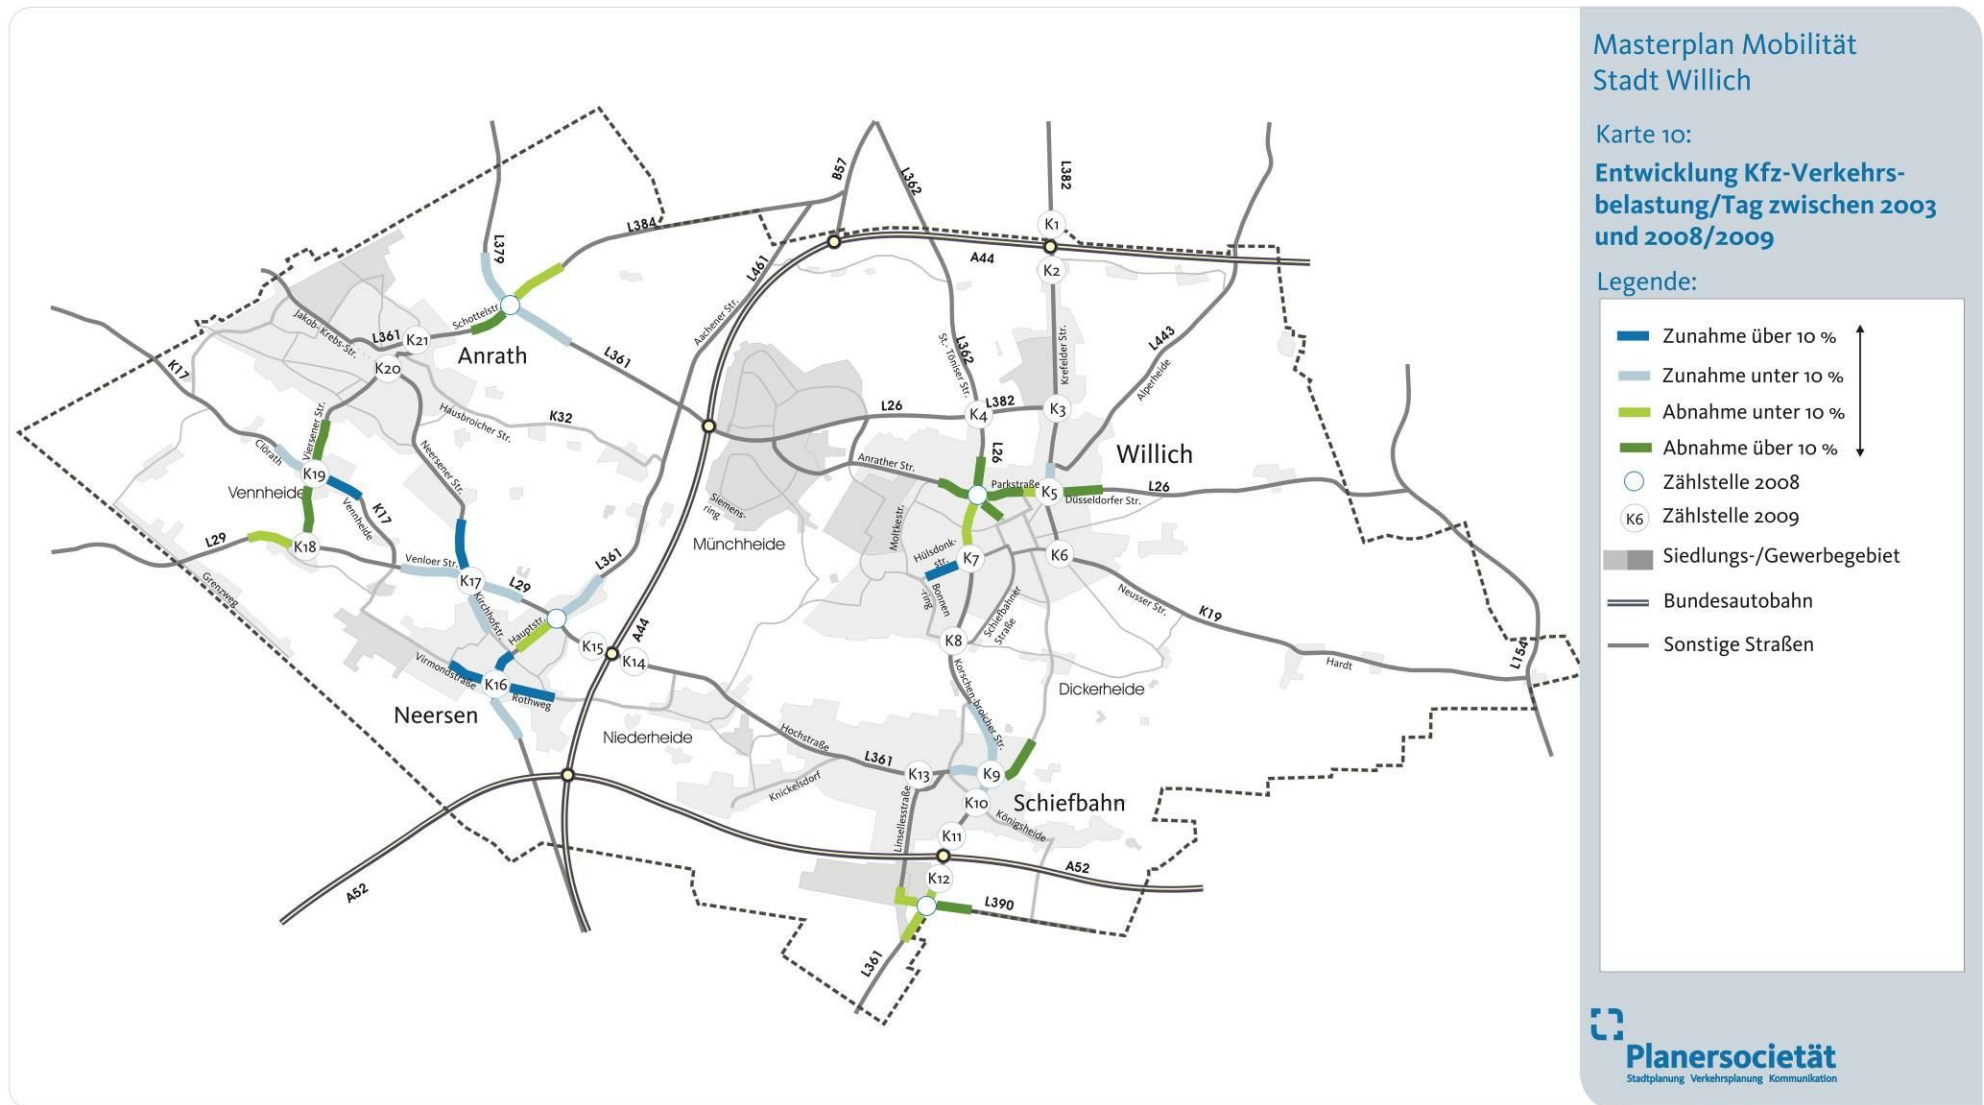 Masterplan Mobilität
Stadt Willich
Karte 10:
Entwicklung Kfz-Verkehrs-
belastung/Tag zwischen 2003
und 2008/2009
Legende:
Zunahme über 10 %
Zunahme unter 10 %
Abnahme unter 10 %
Abnahme über 10 %
Zählstelle 2008
K6
Zählstelle 2009
Siedlungs-/Gewerbegebiet
Bundesautobahn
Sonstige Straßen
Planersocietät
Stadtplanung Verkehrsplanung Kommunikation
B57
L362
L382
K1
L384
L379
L461
A44
K2
Aachener Str.
Schottelstr.
Jakob-Krebs-Str.
L361
K21
Anrath
L361
K17
K20
St.-Töniser Str.
L362
Krefelder Str.
L443
Alperheide
L26
K4
L382
K3
Hausbroicher Str.
K32
Viersener Str.
Clörath
Neersener Str.
Anrather Str.
L26
Willich
K19
Vennheide
Vennheide
K17
Siemens-
ring
Parkstraße
K5
Düsseldorfer Str.
L26
Moltkestr.
Münchheide
L29
K18
Venloer Str.
K17
L29
L361
Hülsdonk-
str.
K7
K6
Grenzweg
Kirchhofstr.
Hauptstr.
Bonnen
-ring
Schiefbahner
Straße
Neusser Str.
K19
A44
K15
K14
K8
Hardt
L154
Virmondstraße
K16
Rothweg
Korschenbroicher Str.
Dickerheide
Neersen
Niederheide
Hochstraße
L361
K13
K9
Knickelsdorf
Linsellesstraße
K10
Schiefbahn
Königsheide
K11
A52
A52
K12
L390
L361